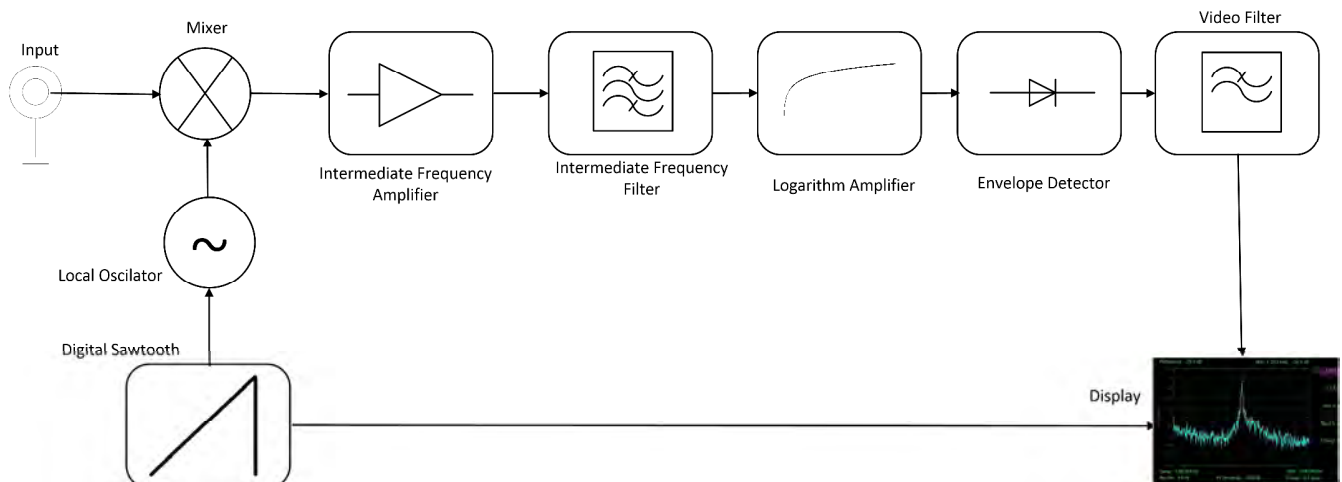 Input
Mixer
Video Filter
Intermediate Frequency
Amplifier
Intermediate Frequency
Filter
Logarithm Amplifier
Envelope Detector
Local Oscilator
Digital Sawtooth
Display